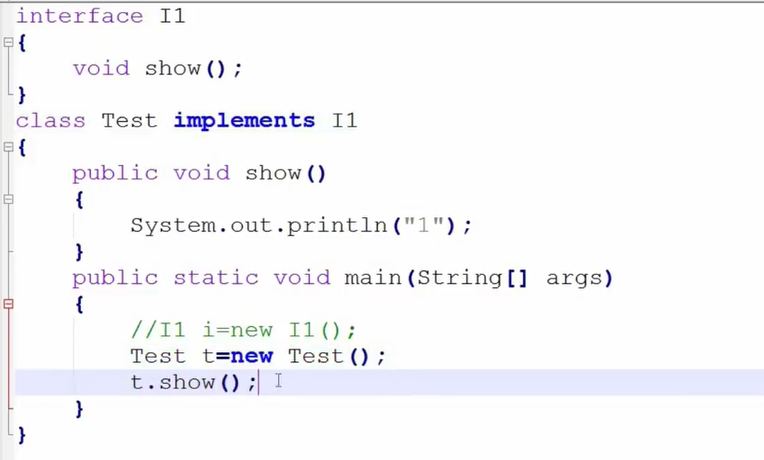 interface I1
{
void show();
}
class Test implements I1
{
public void show()
{
System.out.println("1");
}
public static void main(String[] args)
{
//I1 i=new I1();
Test t=new Test();
t.show();
}
}